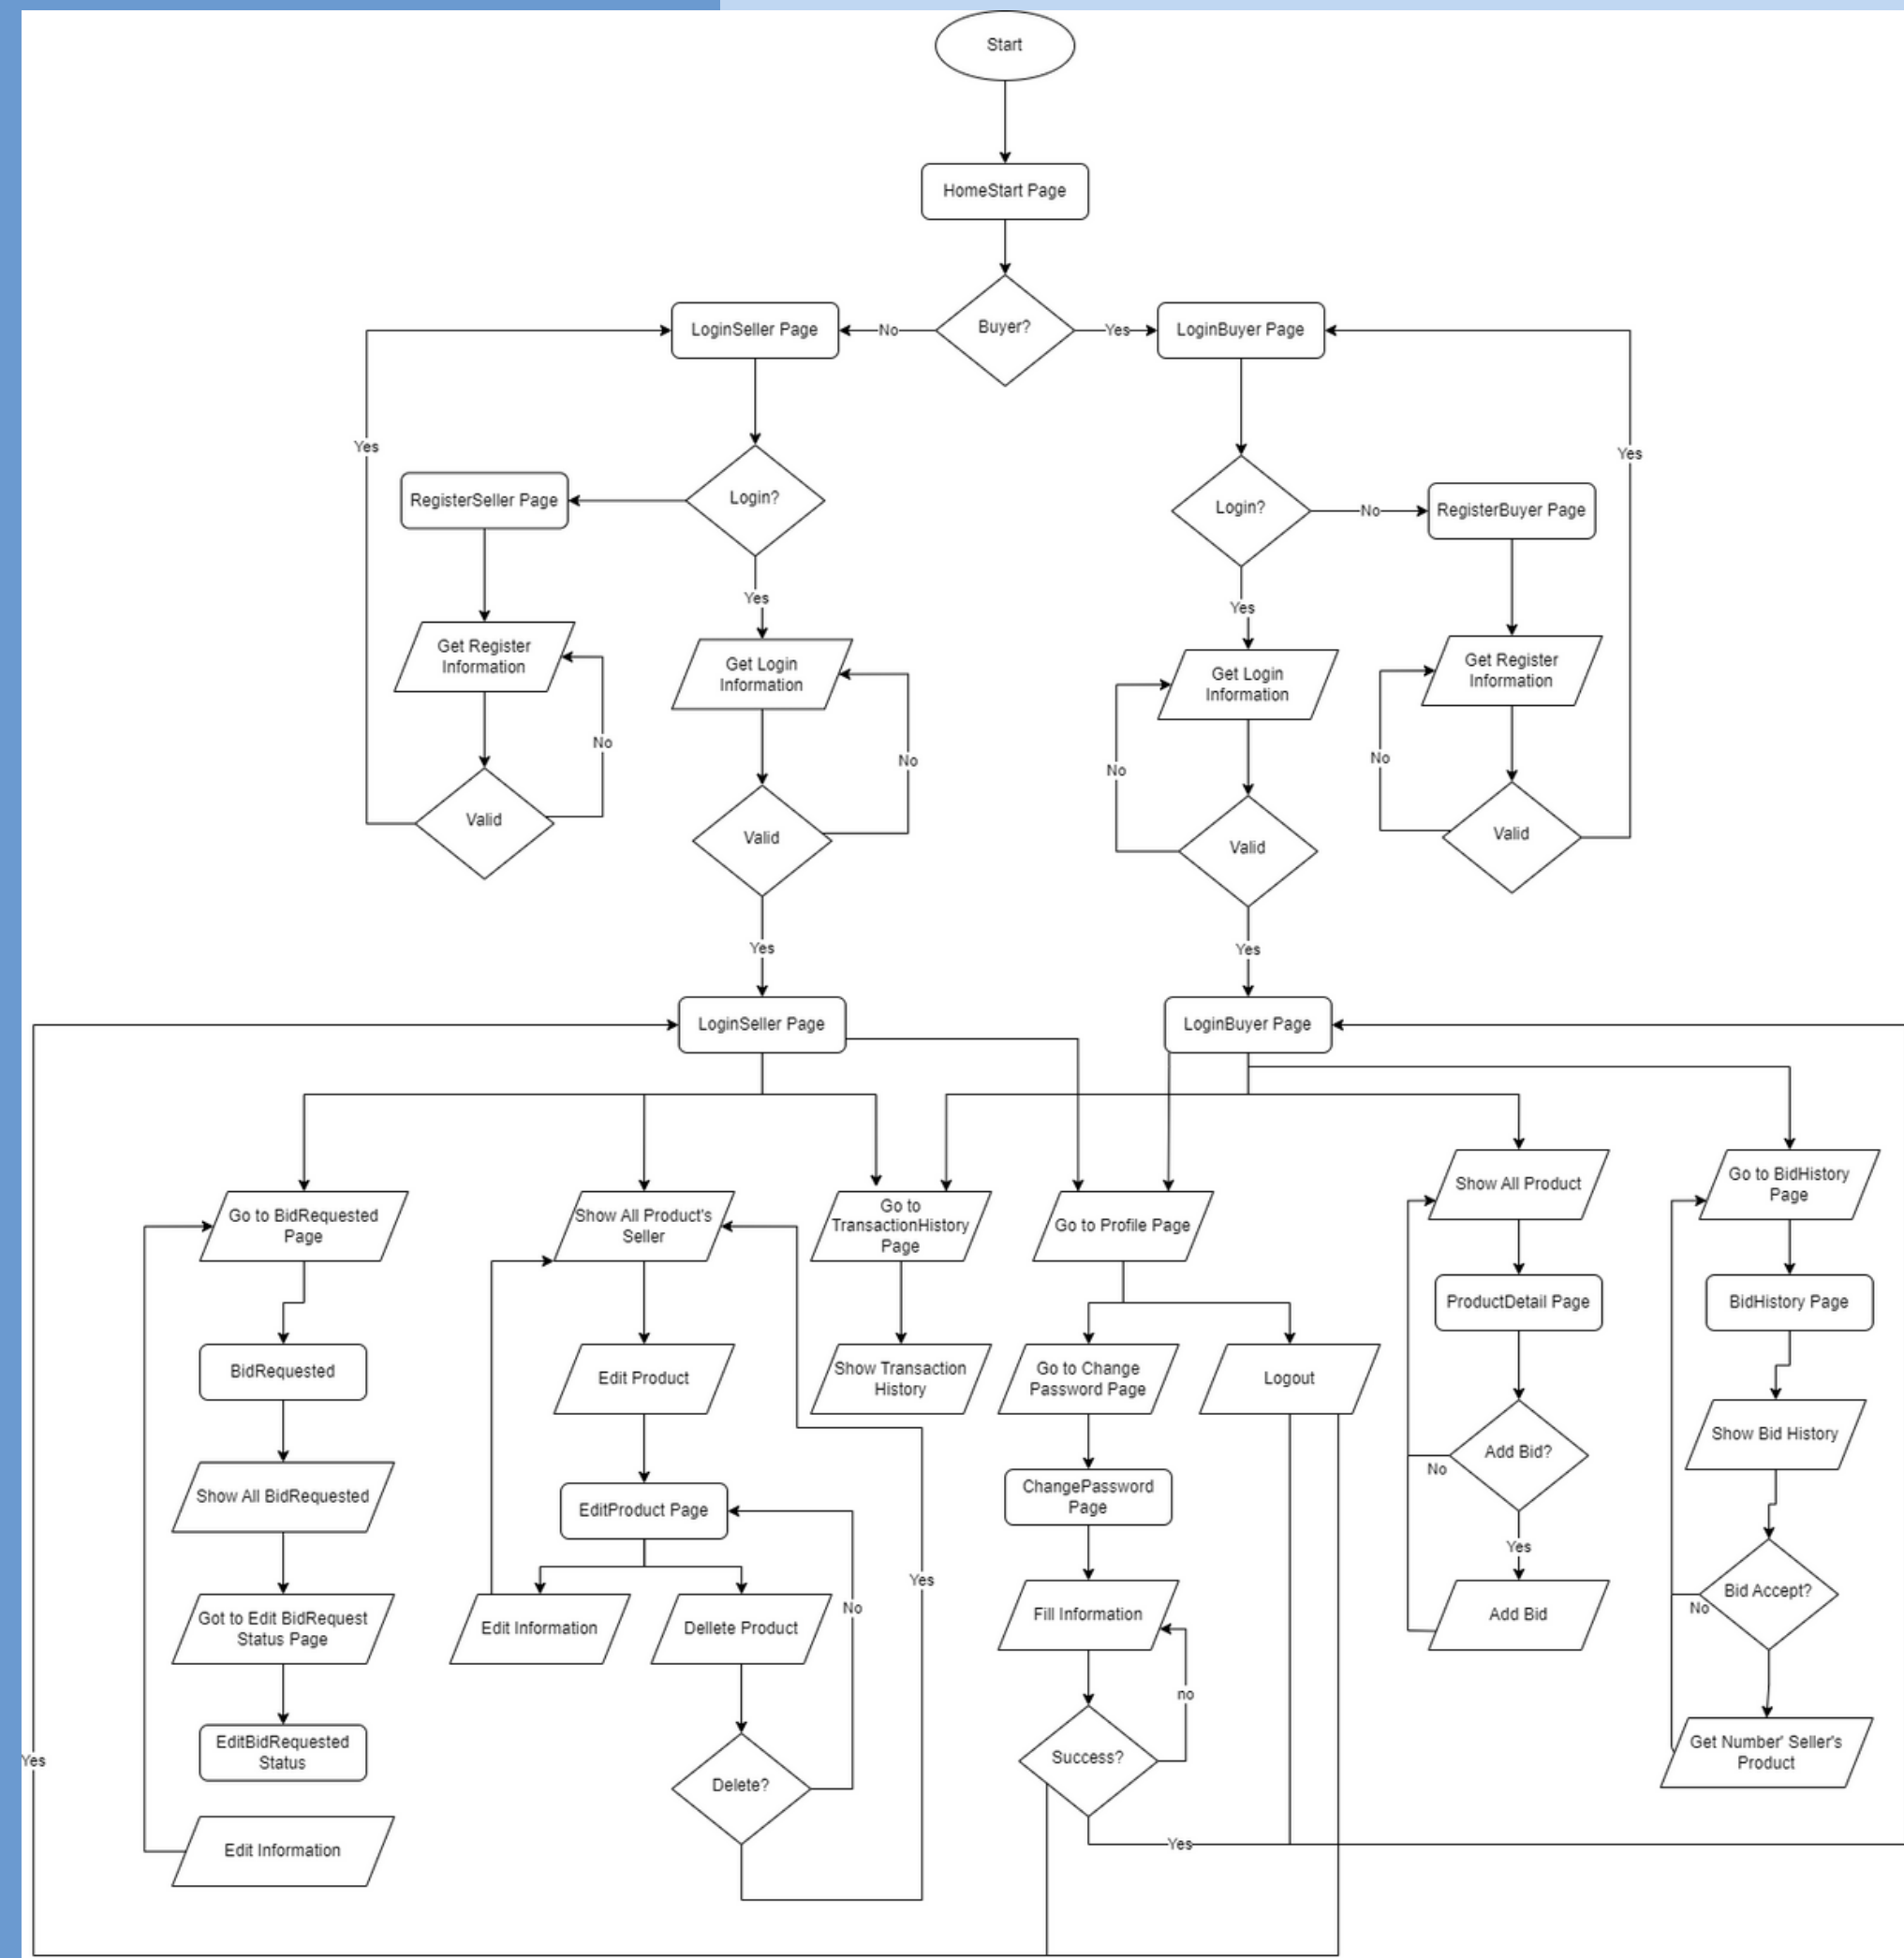 Start
HomeStart Page
LoginSeller Page
No
Buyer?
Yes
LoginBuyer Page
Yes
Yes
RegisterSeller Page
Login?
Login?
No
RegisterBuyer Page
Yes
Yes
Get Register
Information
Get Login
Information
Get Login
Information
Get Register
Information
No
No
No
No
Valid
Valid
Valid
Valid
Yes
Yes
LoginSeller Page
LoginBuyer Page
Go to BidRequested
Page
Show All Product's
Seller
Go to
TransactionHistory
Page
Go to Profile Page
Show All Product
Go to BidHistory
Page
BidRequested
Edit Product
Show Transaction
History
Go to Change
Password Page
Logout
ProductDetail Page
BidHistory Page
Show All BidRequested
EditProduct Page
ChangePassword
Page
Add Bid?
No
Show Bid History
Yes
Yes
No
Got to Edit BidRequest
Status Page
Edit Information
Dellete Product
Fill Information
Add Bid
Bid Accept?
No
no
EditBidRequested
Status
Delete?
Success?
Get Number' Seller's
Product
Yes
Yes
Edit Information